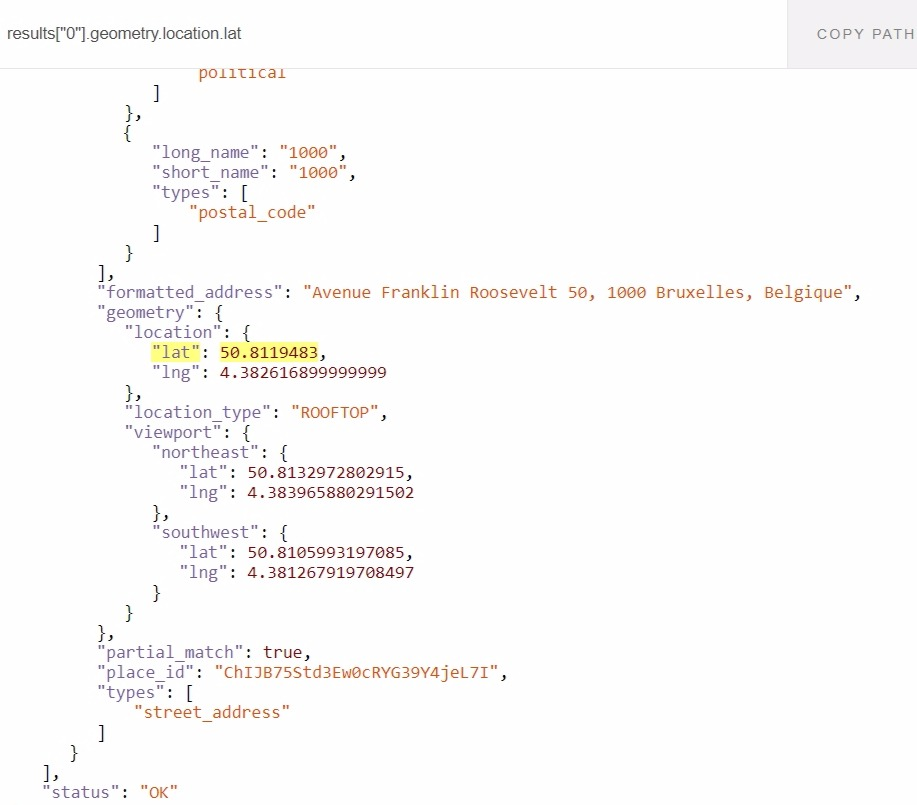 results["0"].geometry.location.lat
COPY PATH
political
]
},
{
"long_name": "1000",
"short_name": "1000",
"types": [
"postal_code"
]
}
],
"formatted_address": "Avenue Franklin Roosevelt 50, 1000 Bruxelles, Belgique",
"geometry": {
"location": {
"lat": 50.8119483,
"lng": 4.382616899999999
},
"location_type": "ROOFTOP",
"viewport": {
"northeast": {
"lat": 50.8132972802915,
"lng": 4.383965880291502
},
"southwest": {
"lat": 50.8105993197085,
"lng": 4.381267919708497
}
}
},
"partial_match": true,
"place_id": "ChIJB75Std3Ew0cRYG39Y4jeL7I",
"types": [
"street_address"
]
}
],
"status": "OK"